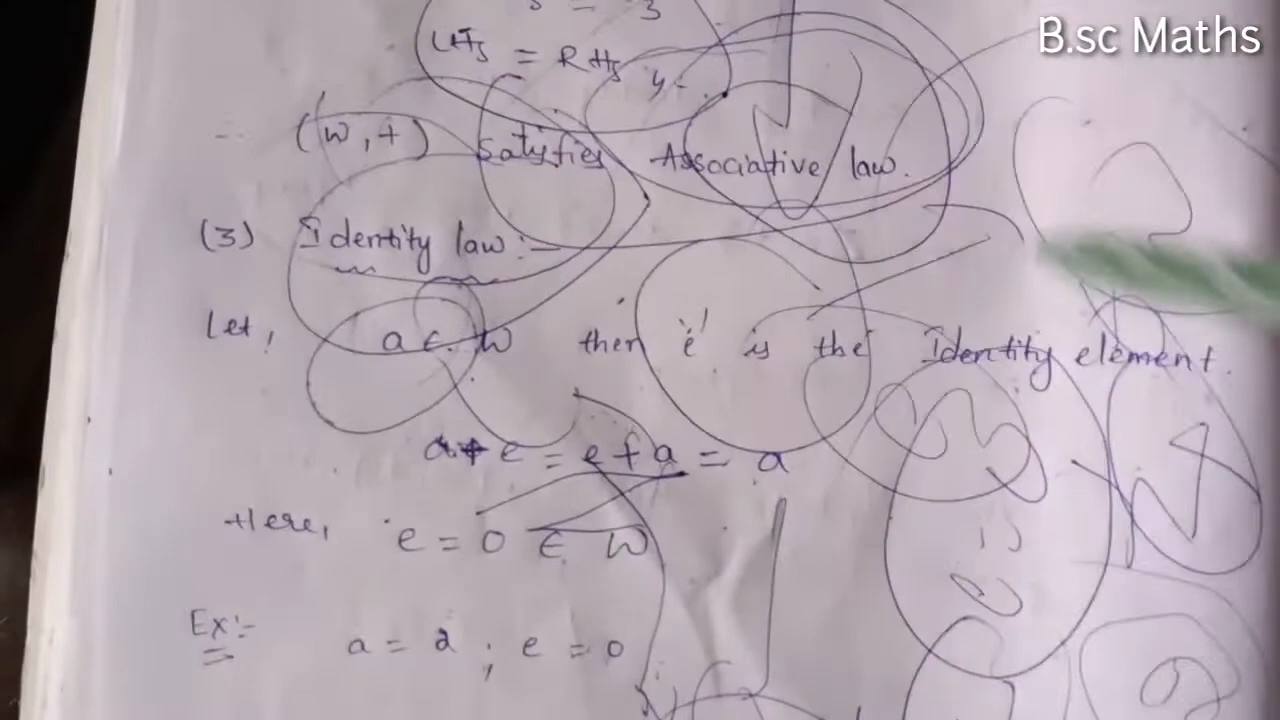 B.sc Maths
s = 3
LHS = RHS
(W,+) Satisfies Associative law.
(3) Identity law:-
Let, a ∈ W then 'e' is the Identity element.
a+e = e+a = a
Here, e = 0 ∈ W
Ex:- a = 2 ; e = 0